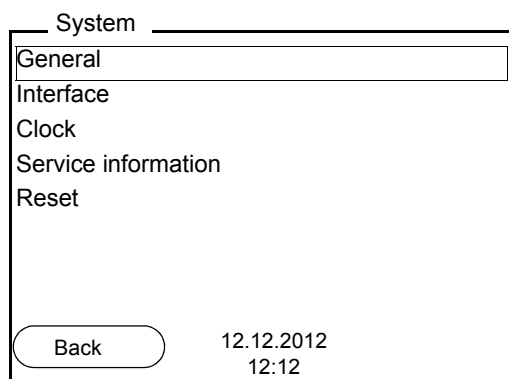 System
General
Interface
Clock
Service information
Reset
Back
12.12.2012
12:12